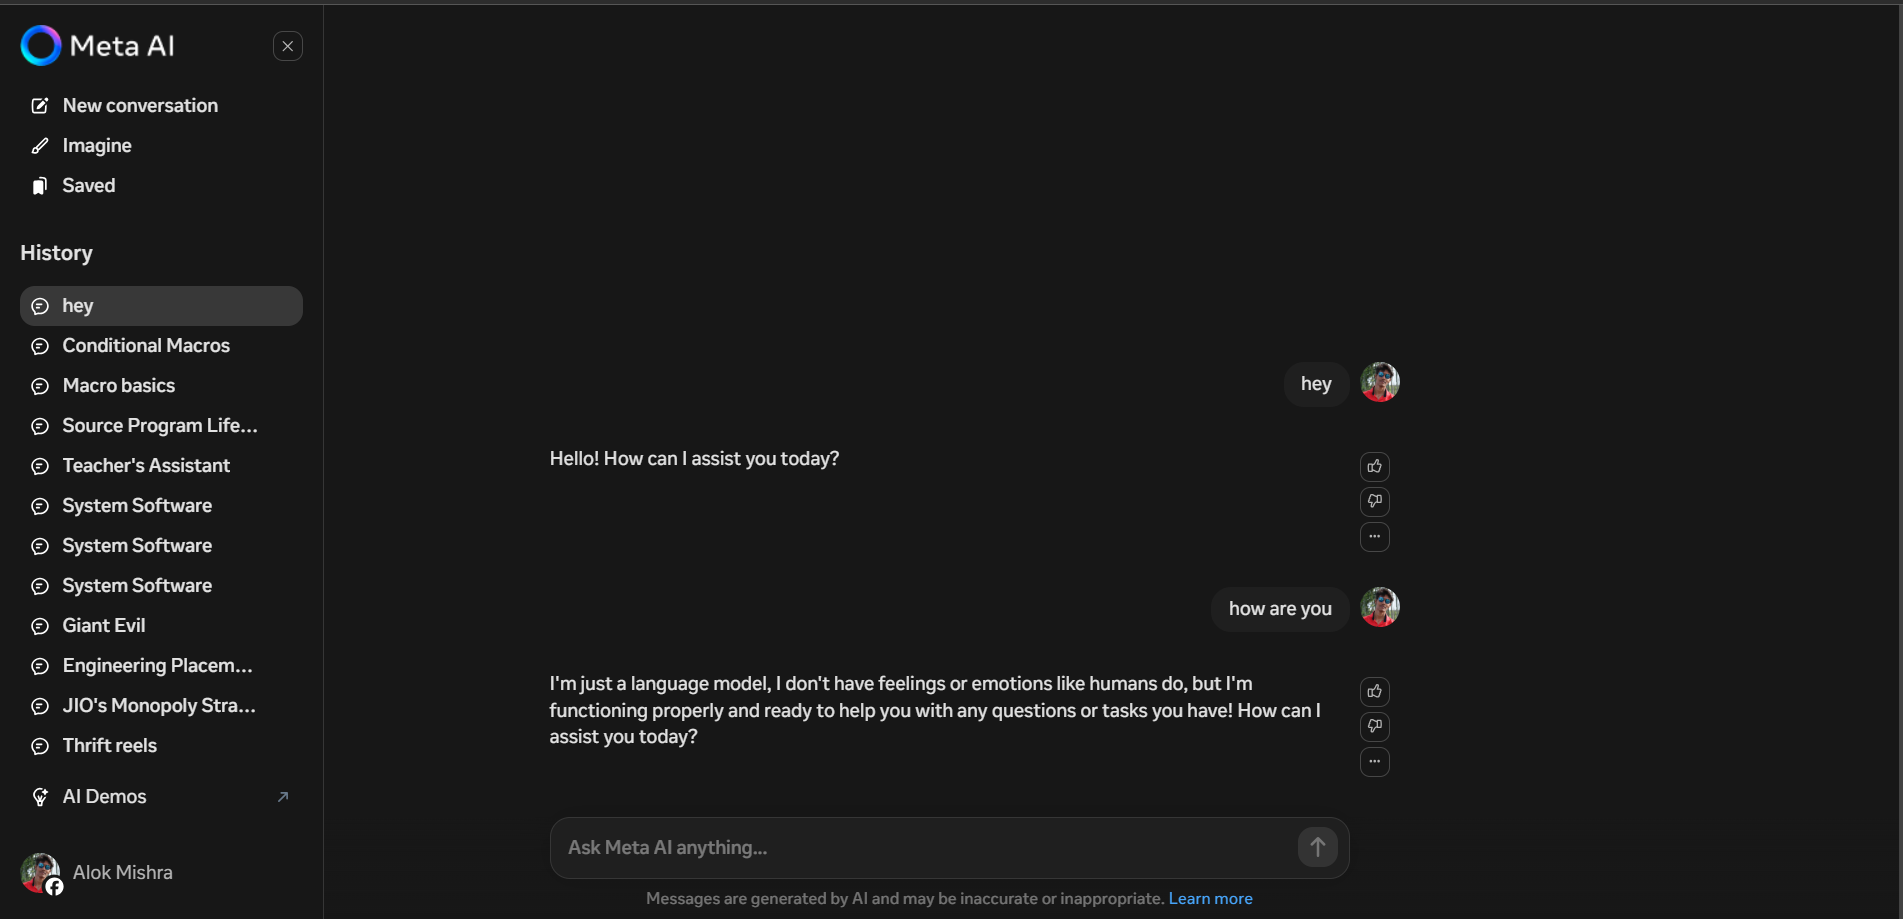 Meta AI
New conversation
Imagine
Saved
History
hey
Conditional Macros
Macro basics
Source Program Life...
Teacher's Assistant
System Software
System Software
System Software
Giant Evil
Engineering Placem...
JIO's Monopoly Stra...
Thrift reels
AI Demos
Alok Mishra
hey
Hello! How can I assist you today?
how are you
I'm just a language model, I don't have feelings or emotions like humans do, but I'm
functioning properly and ready to help you with any questions or tasks you have! How can I
assist you today?
Ask Meta AI anything...
Messages are generated by AI and may be inaccurate or inappropriate. Learn more